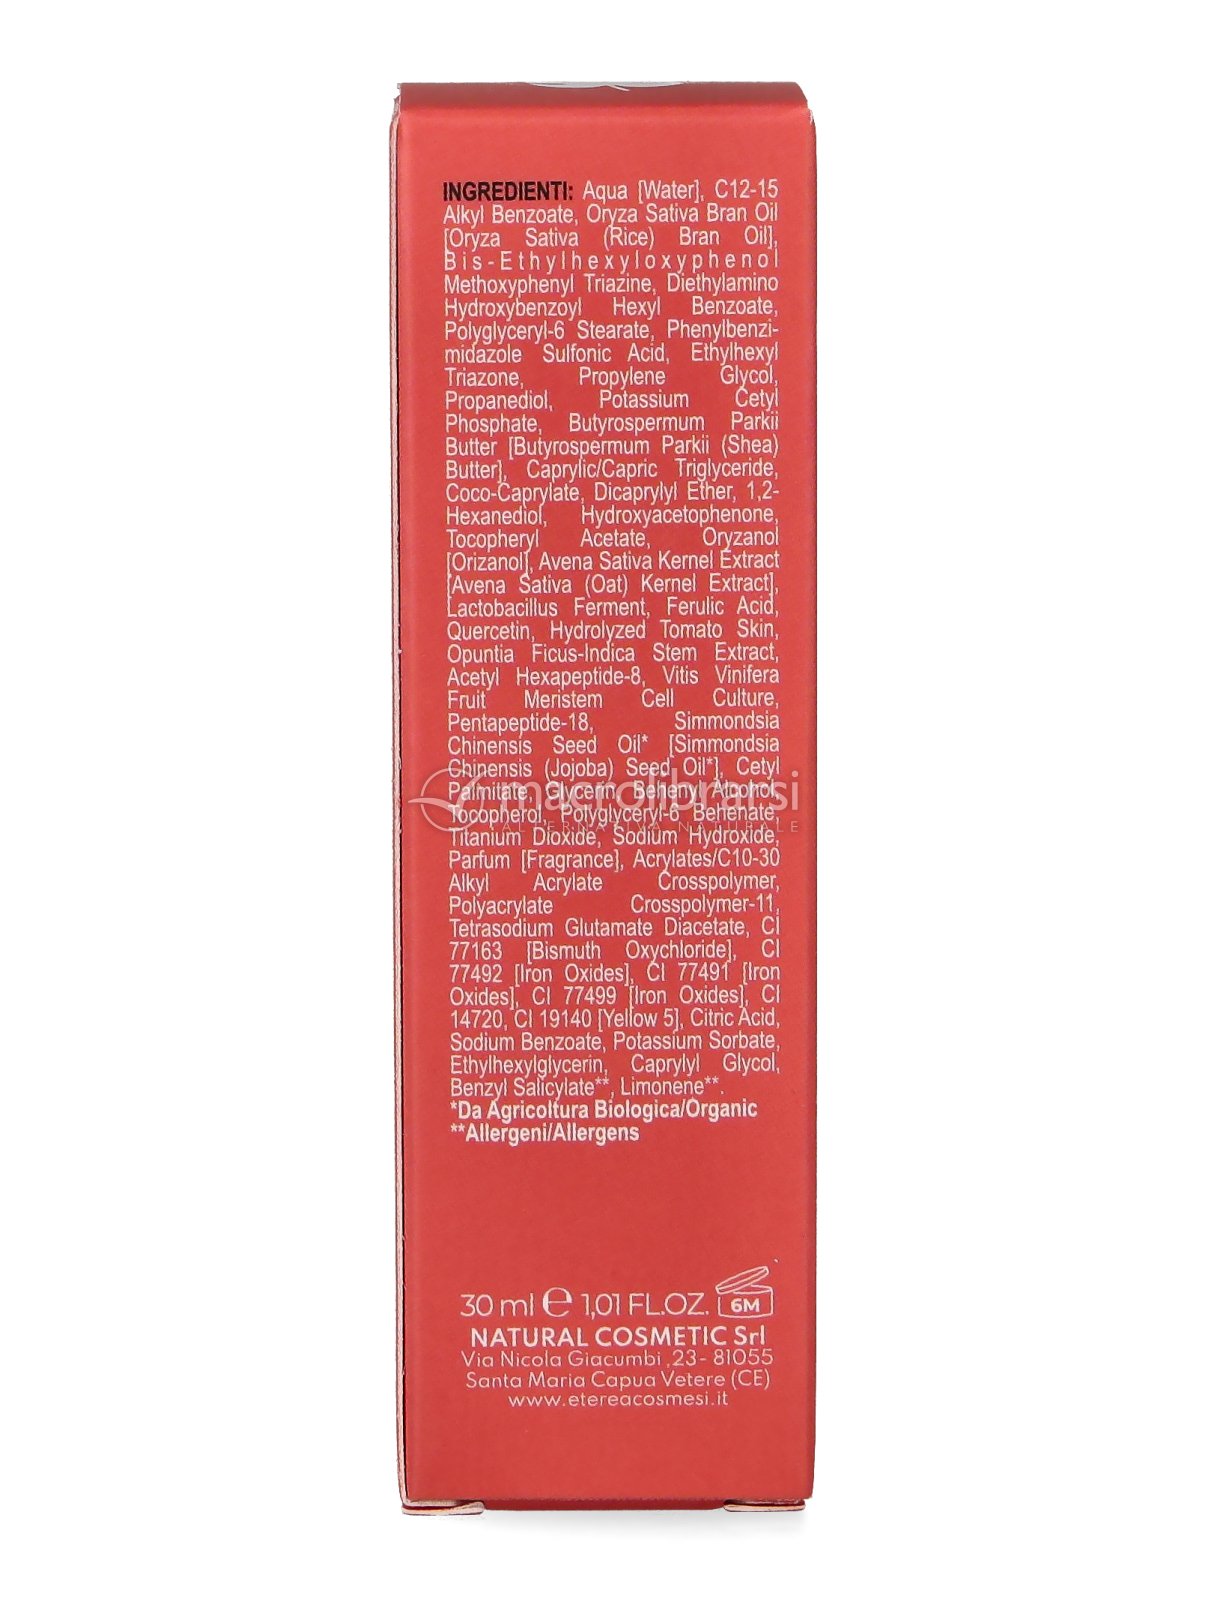 INGREDIENTI: Aqua [Water], C12-15
Alkyl Benzoate, Oryza Sativa Bran Oil
[Oryza Sativa (Rice) Bran Oil],
Bis-Ethylhexyloxyphenol
Methoxyphenyl Triazine, Diethylamino
Hydroxybenzoyl Hexyl Benzoate,
Polyglyceryl-6 Stearate, Phenylbenzi-
midazole Sulfonic Acid, Ethylhexyl
Triazone, Propylene Glycol,
Propanediol, Potassium Cetyl
Phosphate, Butyrospermum Parkii
Butter [Butyrospermum Parkii (Shea)
Butter], Caprylic/Capric Triglyceride,
Coco-Caprylate, Dicaprylyl Ether, 1,2-
Hexanediol, Hydroxyacetophenone,
Tocopheryl Acetate, Oryzanol
[Orizanol], Avena Sativa Kernel Extract
[Avena Sativa (Oat) Kernel Extract],
Lactobacillus Ferment, Ferulic Acid,
Quercetin, Hydrolyzed Tomato Skin,
Opuntia Ficus-Indica Stem Extract,
Acetyl Hexapeptide-8, Vitis Vinifera
Fruit Meristem Cell Culture,
Pentapeptide-18, Simmondsia
Chinensis Seed Oil* [Simmondsia
Chinensis (Jojoba) Seed Oil*], Cetyl
Palmitate, Glycerin, Behenyl Alcohol,
macrolibrarsi
Tocopherol, Polyglyceryl-6 Behenate,
ALTERNATIVA NATURALE
Titanium Dioxide, Sodium Hydroxide,
Parfum [Fragrance], Acrylates/C10-30
Alkyl Acrylate Crosspolymer,
Polyacrylate Crosspolymer-11,
Tetrasodium Glutamate Diacetate, CI
77163 [Bismuth Oxychloride], CI
77492 [Iron Oxides], CI 77491 [Iron
Oxides], CI 77499 [Iron Oxides], CI
14720, CI 19140 [Yellow 5], Citric Acid,
Sodium Benzoate, Potassium Sorbate,
Ethylhexylglycerin, Caprylyl Glycol,
Benzyl Salicylate**, Limonene**.
*Da Agricoltura Biologica/Organic
**Allergeni/Allergens
30 ml e 1,01 FL.OZ. 6M
NATURAL COSMETIC Srl
Via Nicola Giacumbi ,23- 81055
Santa Maria Capua Vetere (CE)
www.etereacosmesi.it